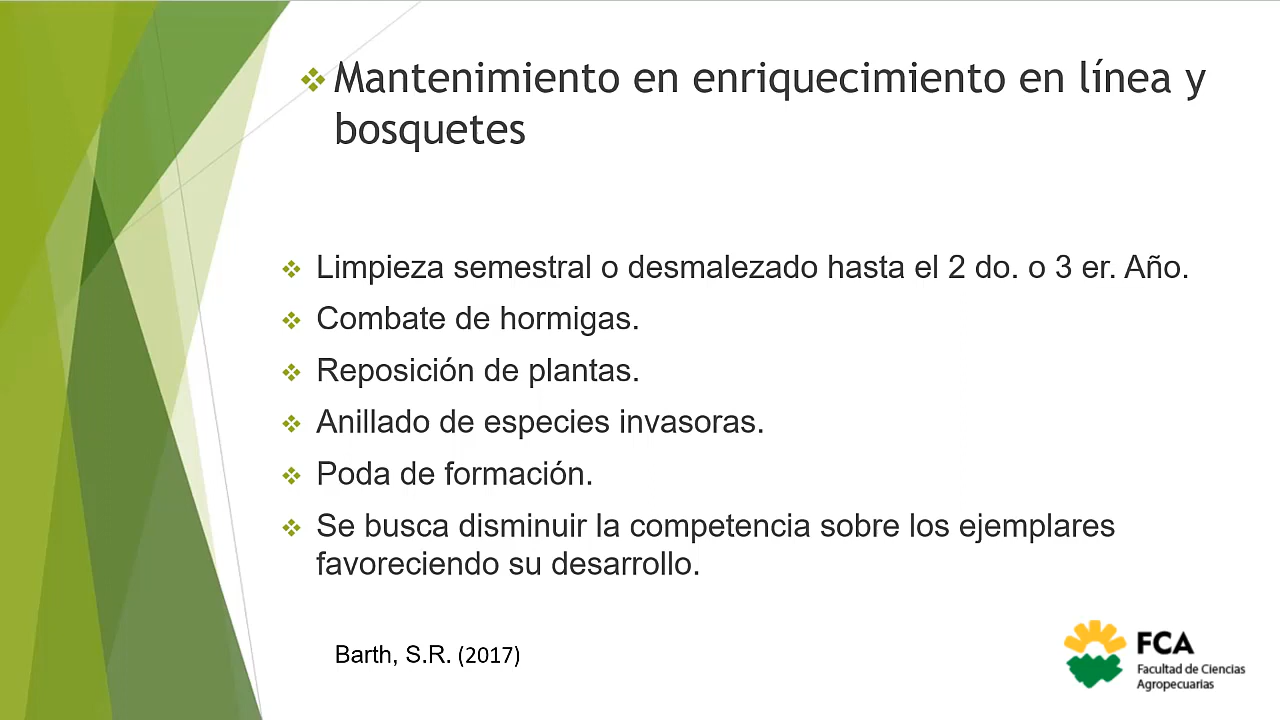 Mantenimiento en enriquecimiento en línea y
bosquetes
Limpieza semestral o desmalezado hasta el 2 do. o 3 er. Año.
Combate de hormigas.
Reposición de plantas.
Anillado de especies invasoras.
Poda de formación.
Se busca disminuir la competencia sobre los ejemplares
favoreciendo su desarrollo.
Barth, S.R. (2017)
FCA
Facultad de Ciencias
Agropecuarias